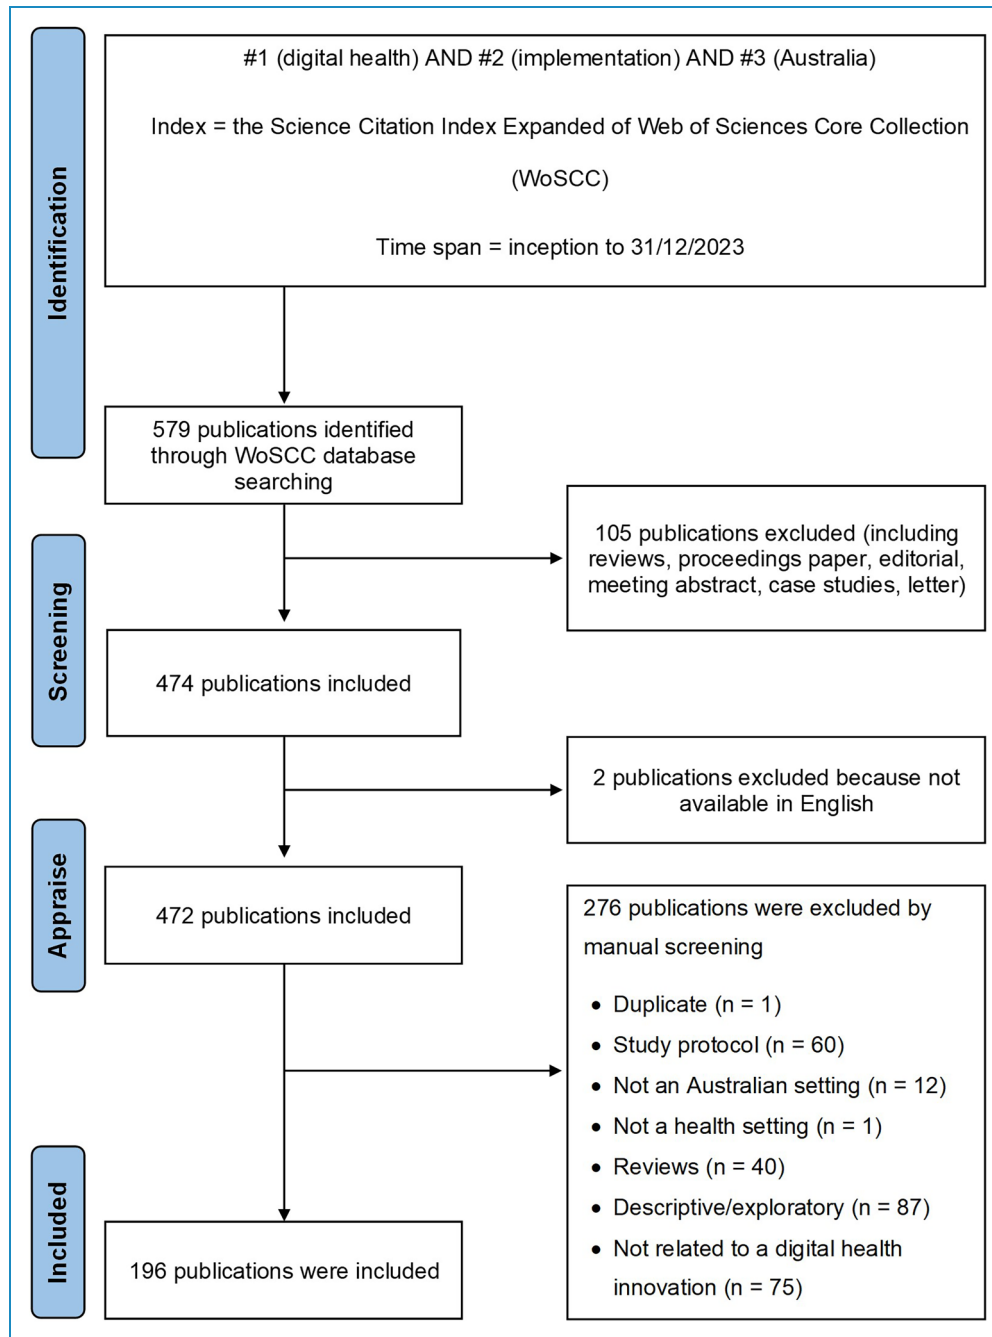 Identification
#1 (digital health) AND #2 (implementation) AND #3 (Australia)
Index = the Science Citation Index Expanded of Web of Sciences Core Collection
(WoSCC)
Time span = inception to 31/12/2023
579 publications identified
through WoSCC database
searching
Screening
105 publications excluded (including
reviews, proceedings paper, editorial,
meeting abstract, case studies, letter)
474 publications included
2 publications excluded because not
available in English
Appraise
472 publications included
276 publications were excluded by
manual screening
• Duplicate (n = 1)
• Study protocol (n = 60)
• Not an Australian setting (n = 12)
• Not a health setting (n = 1)
• Reviews (n = 40)
• Descriptive/exploratory (n = 87)
• Not related to a digital health
innovation (n = 75)
Included
196 publications were included